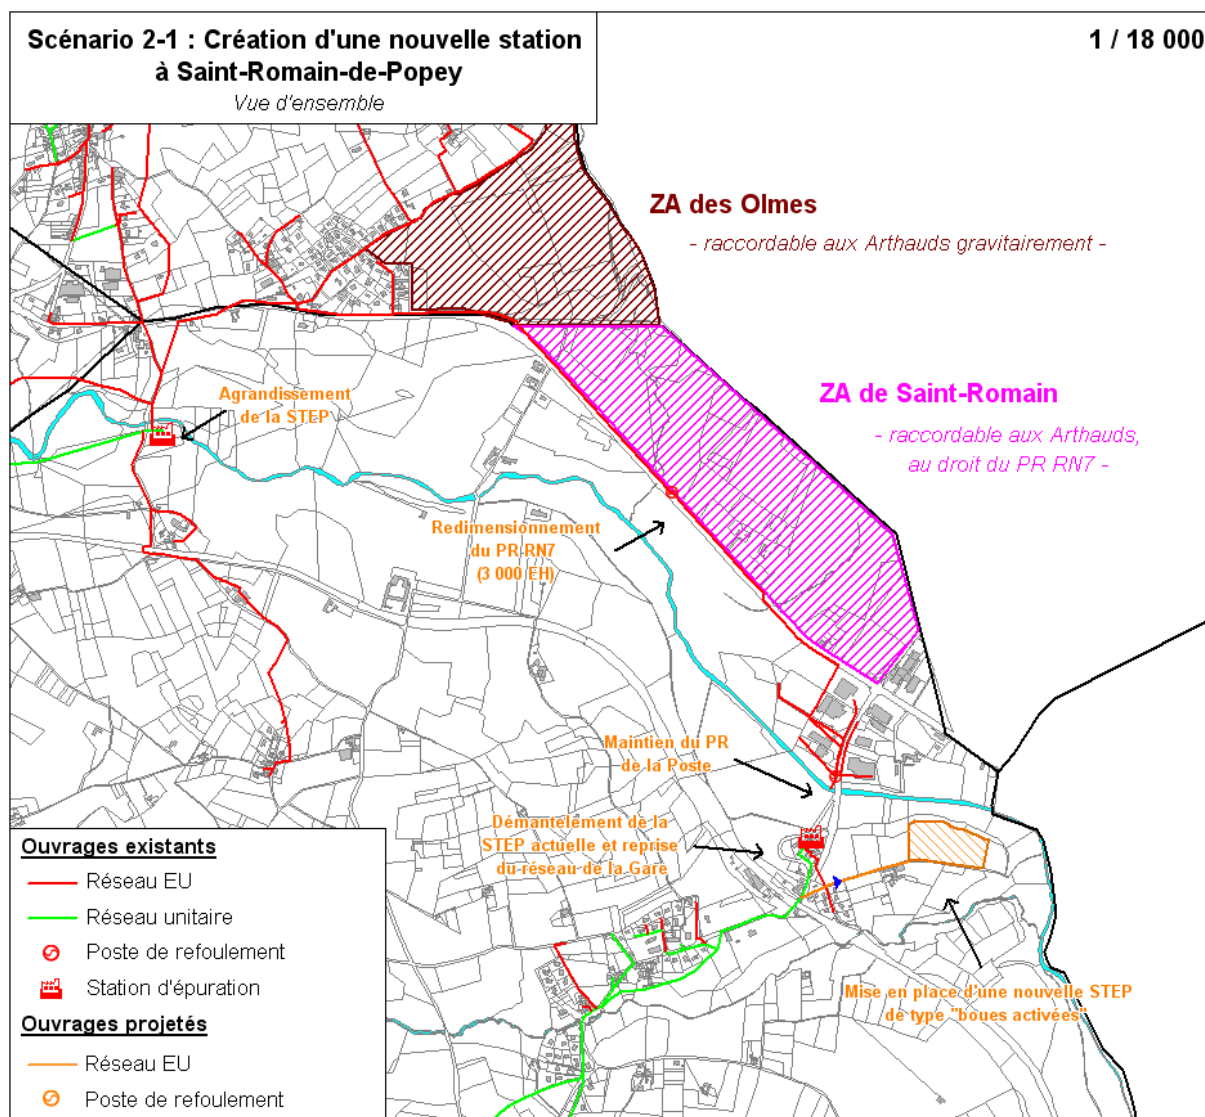 Scénario 2-1 : Création d'une nouvelle station
à Saint-Romain-de-Popey
Vue d'ensemble
1 / 18 000
ZA des Olmes
- raccordable aux Arthauds gravitairement -
ZA de Saint-Romain
- raccordable aux Arthauds,
au droit du PR RN7 -
Agrandissement
de la STEP
Redimensionnement
du PR RN7
(3 000 EH)
Maintien du PR
de la Poste
Démantèlement de la
STEP actuelle et reprise
du réseau de la Gare
Mise en place d'une nouvelle STEP
de type "boues activées"
Ouvrages existants
Réseau EU
Réseau unitaire
Poste de refoulement
Station d'épuration
Ouvrages projetés
Réseau EU
Poste de refoulement